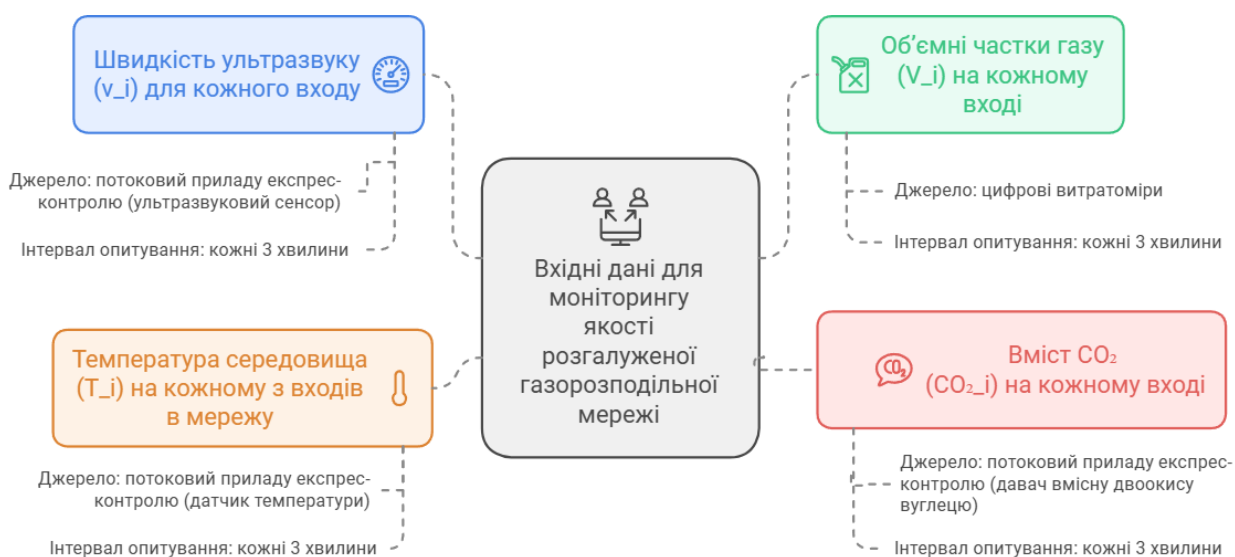 Швидкість ультразвуку
(v_i) для кожного входу
Джерело: потоковий приладу експрес-
контролю (ультразвуковий сенсор)
Інтервал опитування: кожні 3 хвилини
Об’ємні частки газу
(V_i) на кожному
вході
Джерело: цифрові витратоміри
Інтервал опитування: кожні 3 хвилини
Вхідні дані для
моніторингу
якості
розгалуженої
газорозподільної
мережі
Температура середовища
(T_i) на кожному з входів
в мережу
Джерело: потоковий приладу експрес-
контролю (датчик температури)
Інтервал опитування: кожні 3 хвилини
CO₂
Вміст CO₂
(CO₂_i) на кожному вході
Джерело: потоковий приладу експрес-
контролю (давач вмісну двоокису
вуглецю)
Інтервал опитування: кожні 3 хвилини